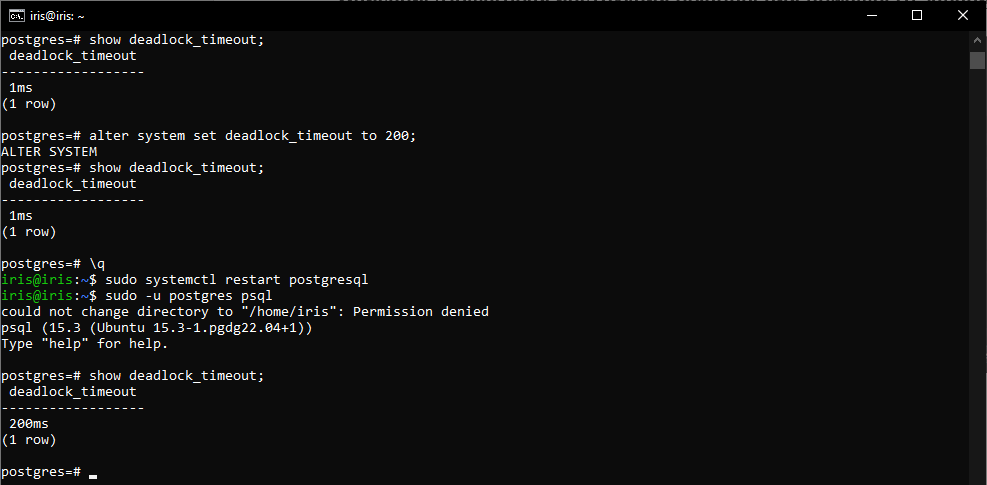 iris@iris: ~
postgres=# show deadlock_timeout;
 deadlock_timeout
------------------
 1ms
(1 row)

postgres=# alter system set deadlock_timeout to 200;
ALTER SYSTEM
postgres=# show deadlock_timeout;
 deadlock_timeout
------------------
 1ms
(1 row)

postgres=# \q
iris@iris:~$ sudo systemctl restart postgresql
iris@iris:~$ sudo -u postgres psql
could not change directory to "/home/iris": Permission denied
psql (15.3 (Ubuntu 15.3-1.pgdg22.04+1))
Type "help" for help.

postgres=# show deadlock_timeout;
 deadlock_timeout
------------------
 200ms
(1 row)

postgres=#